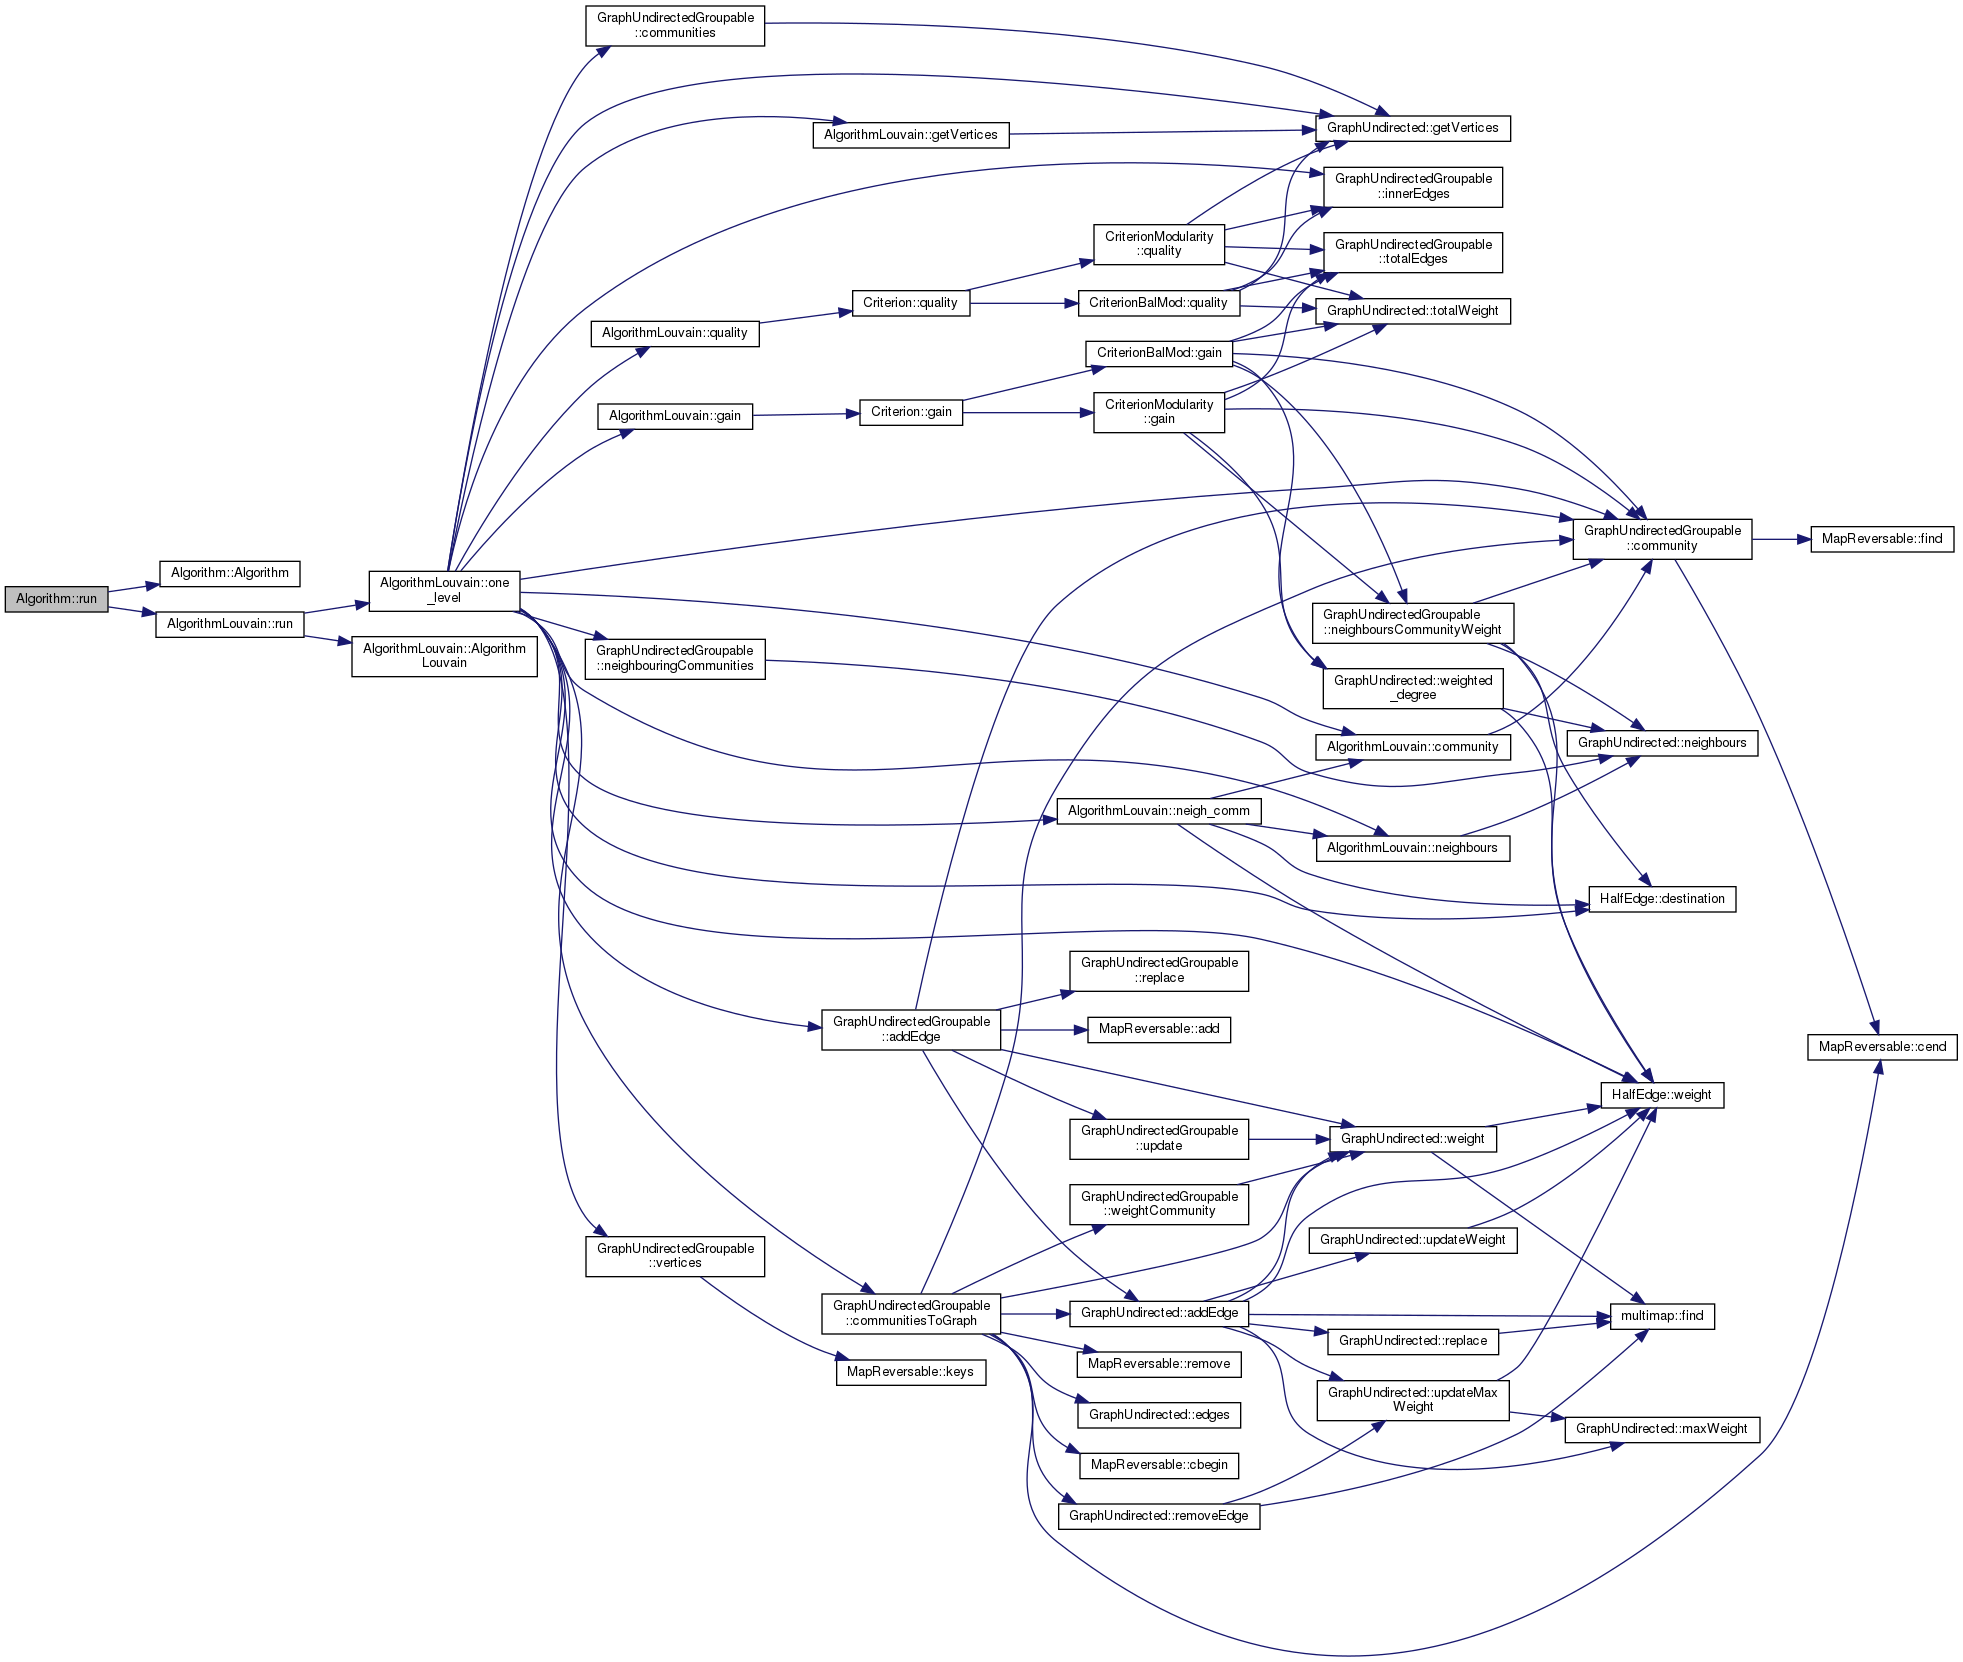 Algorithm::run
Algorithm::Algorithm
AlgorithmLouvain::run
AlgorithmLouvain::one
_level
AlgorithmLouvain::Algorithm
Louvain
GraphUndirectedGroupable
::communities
AlgorithmLouvain::getVertices
AlgorithmLouvain::quality
AlgorithmLouvain::gain
GraphUndirectedGroupable
::neighbouringCommunities
GraphUndirectedGroupable
::vertices
Criterion::quality
Criterion::gain
GraphUndirectedGroupable
::addEdge
GraphUndirectedGroupable
::communitiesToGraph
MapReversable::keys
CriterionModularity
::quality
CriterionBalMod::quality
CriterionBalMod::gain
CriterionModularity
::gain
AlgorithmLouvain::neigh_comm
GraphUndirectedGroupable
::replace
MapReversable::add
GraphUndirectedGroupable
::update
GraphUndirectedGroupable
::weightCommunity
GraphUndirected::addEdge
MapReversable::remove
GraphUndirected::edges
MapReversable::cbegin
GraphUndirected::removeEdge
GraphUndirected::getVertices
GraphUndirectedGroupable
::innerEdges
GraphUndirectedGroupable
::totalEdges
GraphUndirected::totalWeight
GraphUndirectedGroupable
::neighboursCommunityWeight
GraphUndirected::weighted
_degree
AlgorithmLouvain::community
AlgorithmLouvain::neighbours
GraphUndirected::weight
GraphUndirected::updateWeight
GraphUndirected::replace
GraphUndirected::updateMax
Weight
GraphUndirectedGroupable
::community
GraphUndirected::neighbours
HalfEdge::destination
HalfEdge::weight
multimap::find
GraphUndirected::maxWeight
MapReversable::find
MapReversable::cend